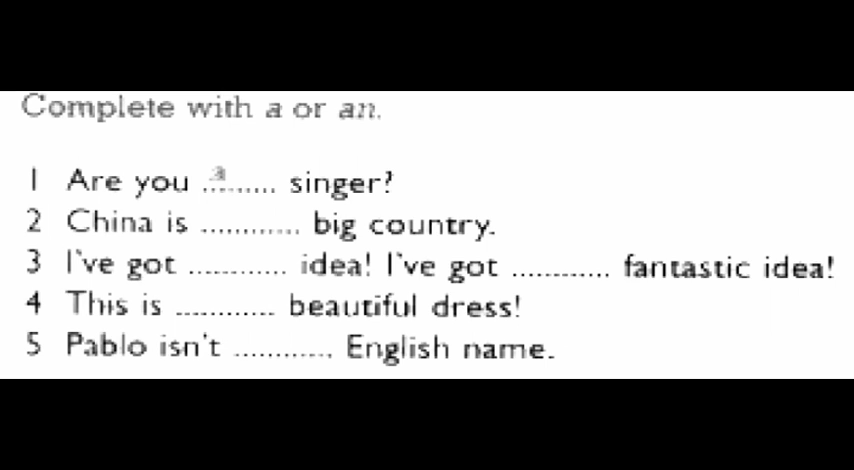 Complete with a or an.
1 Are you ...a...... singer?
2 China is ............ big country.
3 I've got ............ idea! I've got ............ fantastic idea!
4 This is ............ beautiful dress!
5 Pablo isn't ............ English name.